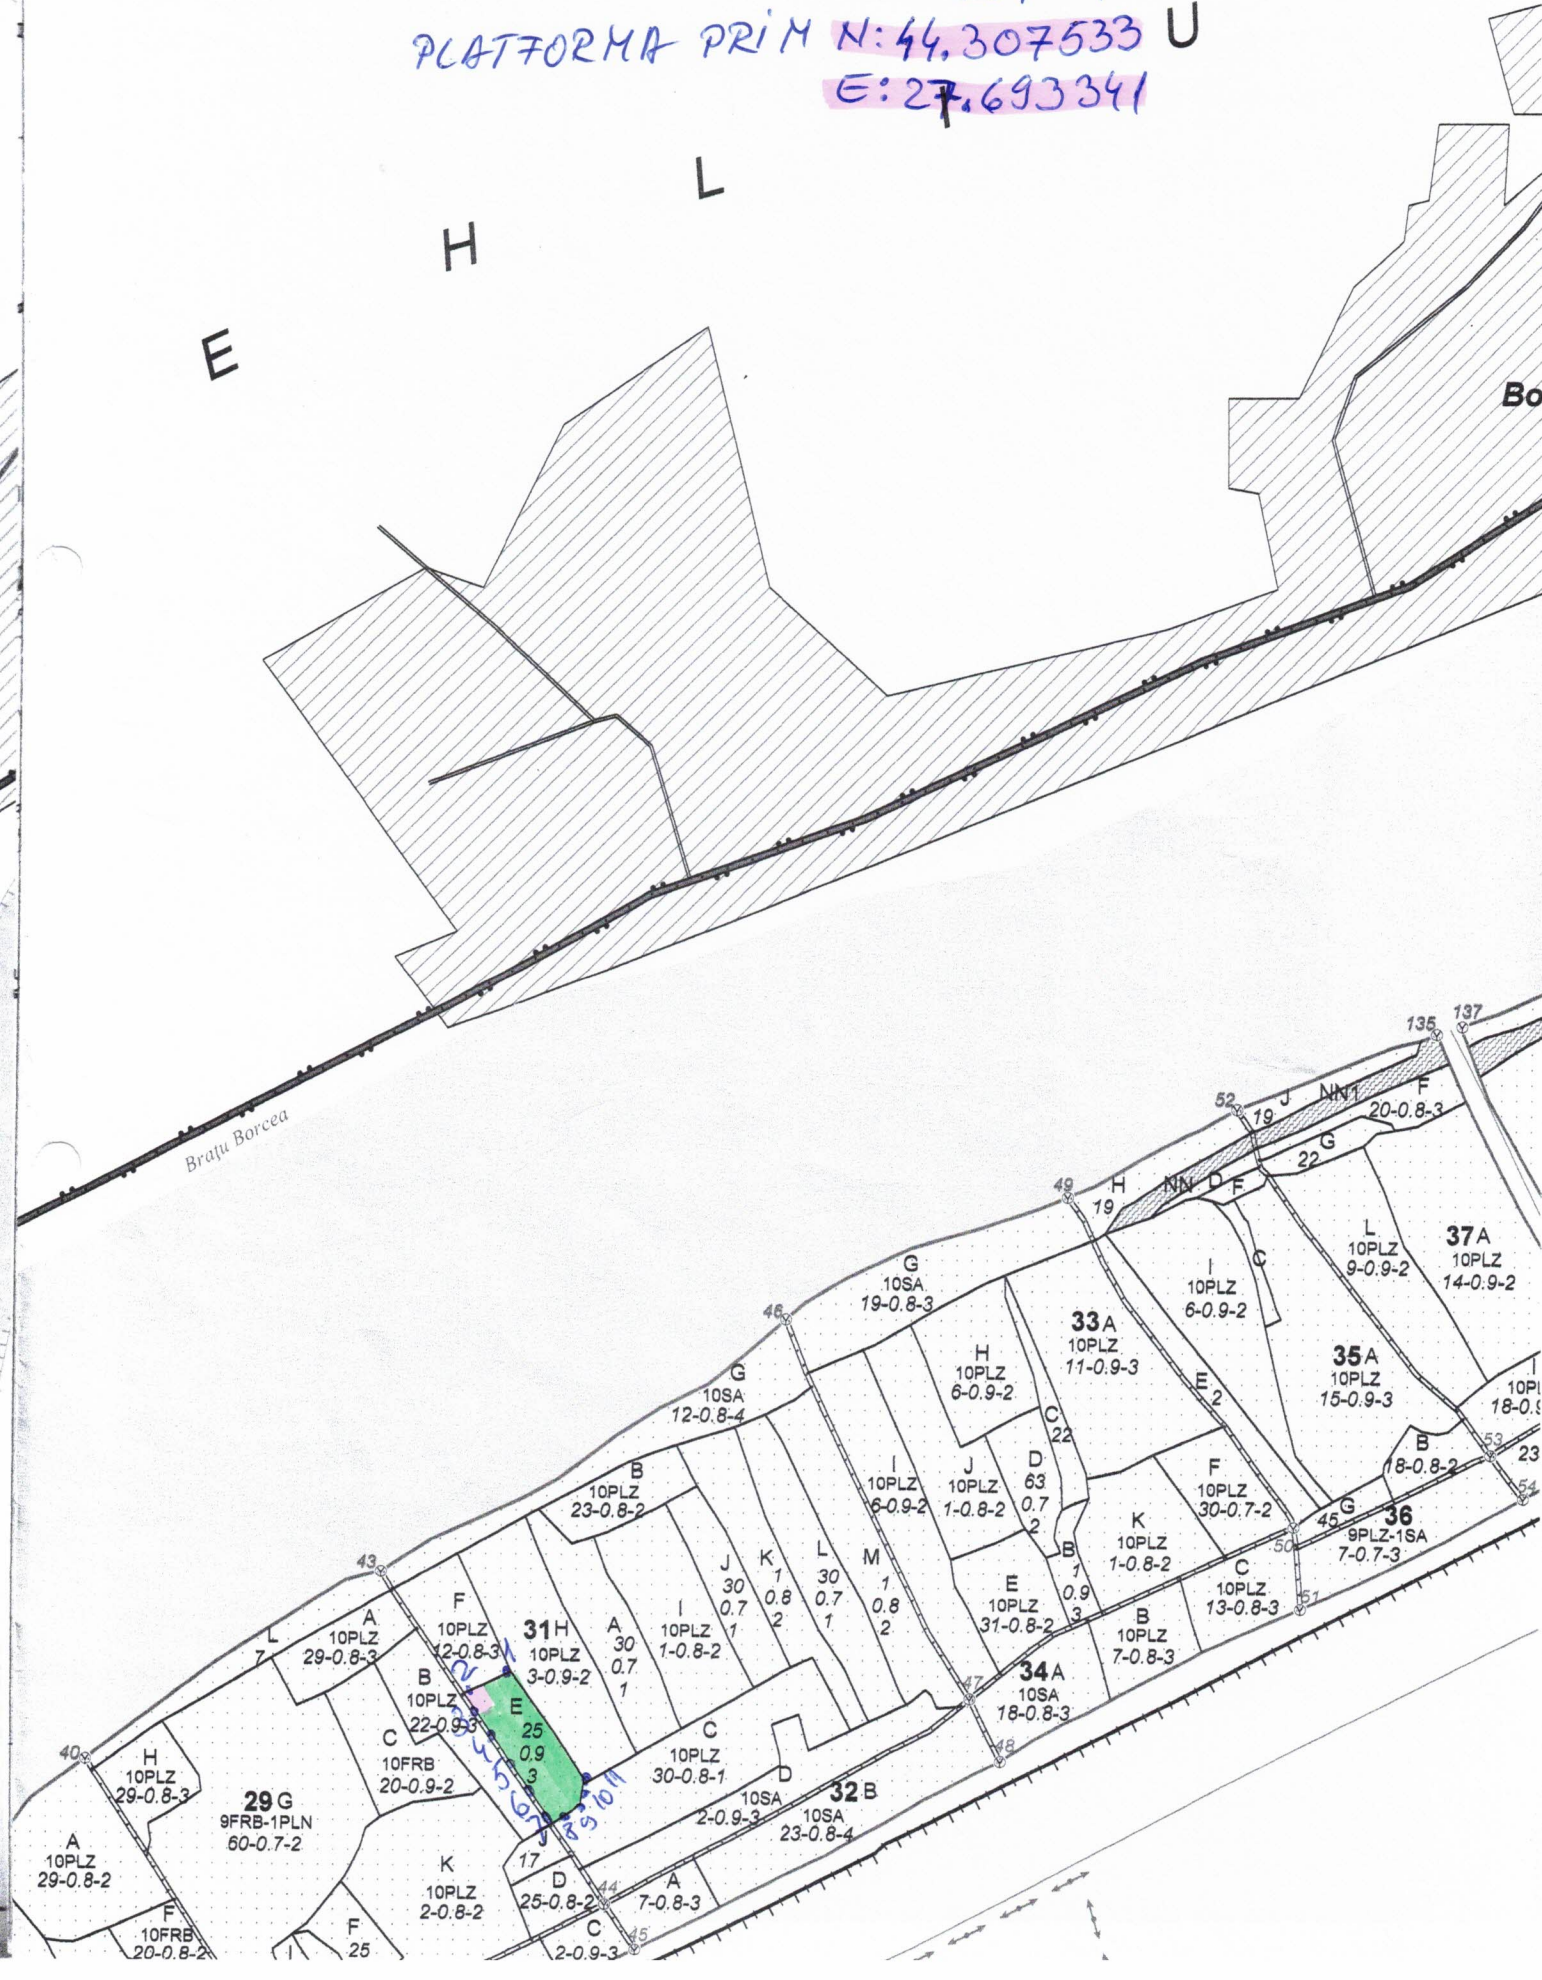 PLATFORMA PRIM N: 44.307533
E: 27.693341
U
I
L
H
E
Bo
Brațu Borcea
135
137
52
J
19
NN1
F
20-0.8-3
G
22
49
H
19
NN
D
F
L
10PLZ
9-0.9-2
37A
10PLZ
14-0.9-2
C
I
10PLZ
6-0.9-2
G
10SA
19-0.8-3
46
33A
10PLZ
11-0.9-3
H
10PLZ
6-0.9-2
35A
10PLZ
15-0.9-3
E
2
G
10SA
12-0.8-4
C
22
B
18-0.8-2
53
23
54
B
10PLZ
23-0.8-2
I
10PLZ
6-0.9-2
J
10PLZ
1-0.8-2
D
63
0.7
2
F
10PLZ
30-0.7-2
G
45
36
9PLZ-1SA
7-0.7-3
K
10PLZ
1-0.8-2
50
43
J
30
0.7
1
K
1
0.8
2
L
30
0.7
1
M
1
0.8
2
B
1
0.9
3
C
10PLZ
13-0.8-3
51
E
10PLZ
31-0.8-2
B
10PLZ
7-0.8-3
F
10PLZ
12-0.8-3
31H
10PLZ
3-0.9-2
A
30
0.7
1
I
10PLZ
1-0.8-2
L
7
A
10PLZ
29-0.8-3
B
10PLZ
22-0.9-3
47
34A
10SA
18-0.8-3
48
1
2
3
4
5
6
7
8
9
10
11
E
25
0.9
3
C
10PLZ
30-0.8-1
C
10FRB
20-0.9-2
D
10SA
2-0.9-3
32B
10SA
23-0.8-4
40
H
10PLZ
29-0.8-3
29G
9FRB-1PLN
60-0.7-2
A
10PLZ
29-0.8-2
J
17
K
10PLZ
2-0.8-2
D
25-0.8-2
44
A
7-0.8-3
F
10FRB
20-0.8-2
F
25
C
2-0.9-3
45